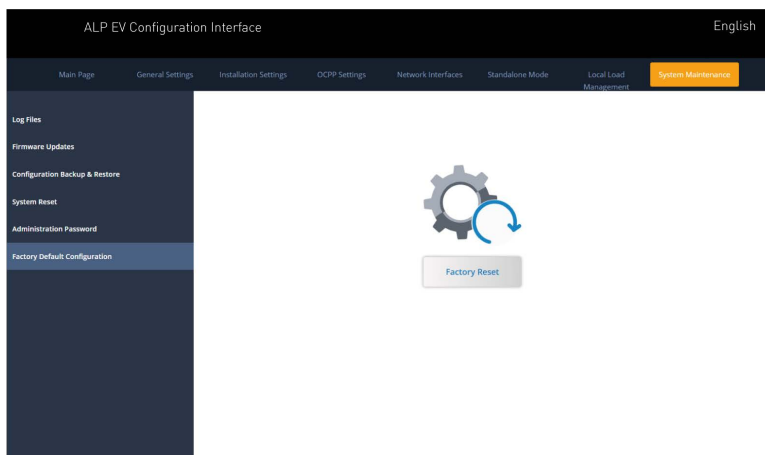 ALP EV Configuration Interface
English
Main Page
General Settings
Installation Settings
OCPP Settings
Network Interfaces
Standalone Mode
Local Load
Management
System Maintenance
Log Files
Firmware Updates
Configuration Backup & Restore
System Reset
Administration Password
Factory Default Configuration
Factory Reset